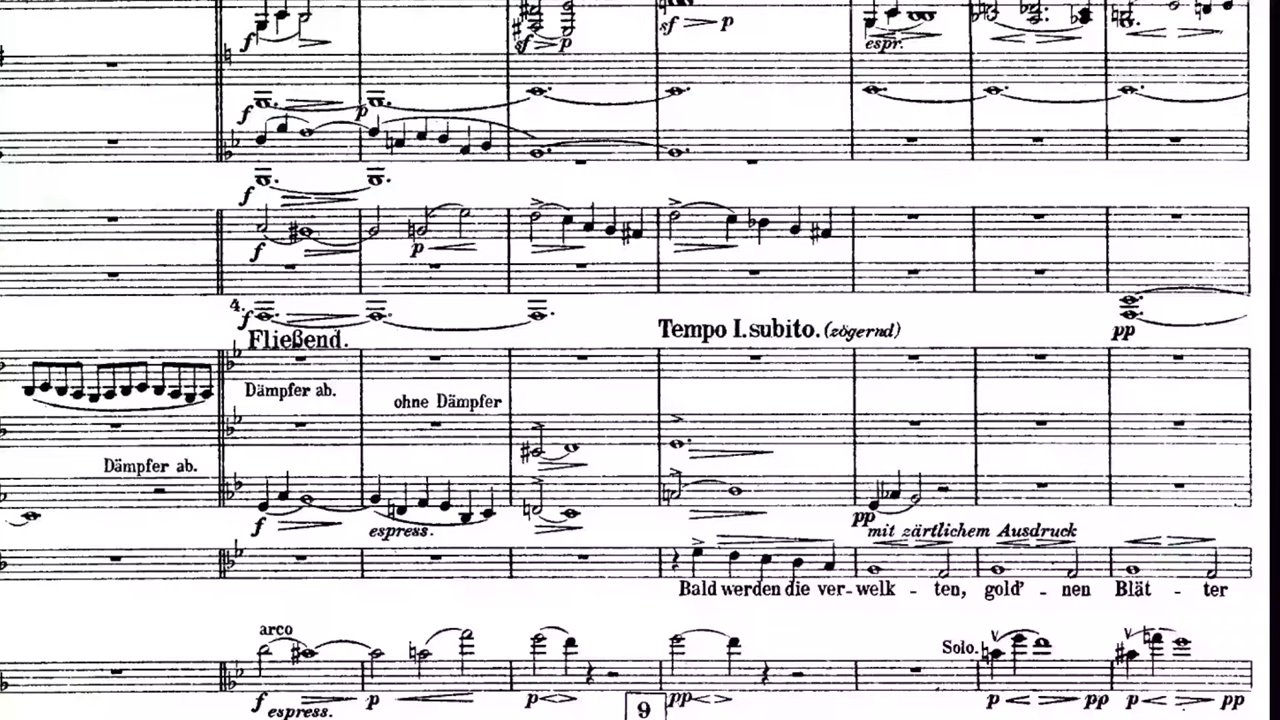 f
sf p
sf p
espr.
f
p
f
f
p
4.
f
pp
Fließend.
Tempo I. subito. (zögernd)
Dämpfer ab.
ohne Dämpfer
Dämpfer ab.
f
espress.
pp
mit zärtlichem Ausdruck
Bald werden die ver-welk - ten, gold' - nen Blät - ter
arco
Solo.
f espress.
p
p
pp
p
pp
p
pp
9